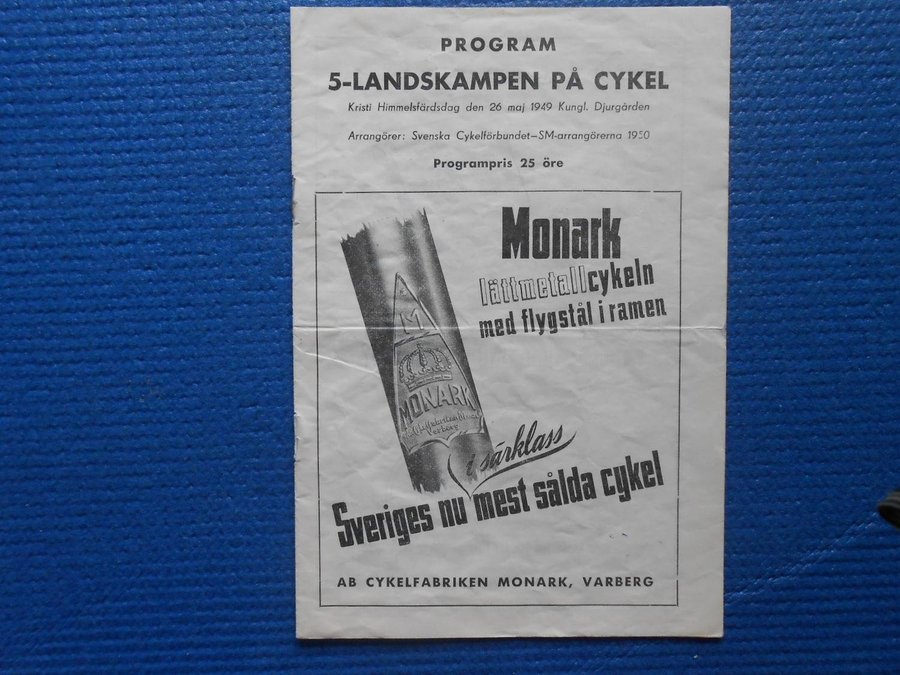 PROGRAM
5-LANDSKAMPEN PÅ CYKEL
Kristi Himmelsfärdsdag den 26 maj 1949 Kungl. Djurgården
Arrangörer: Svenska Cykelförbundet—SM-arrangörerna 1950
Programpris 25 öre
Monark
lättmetallcykeln
med flygstål i ramen
M
MONARK
Varberg
i särklass
Sveriges nu mest sålda cykel
AB CYKELFABRIKEN MONARK, VARBERG